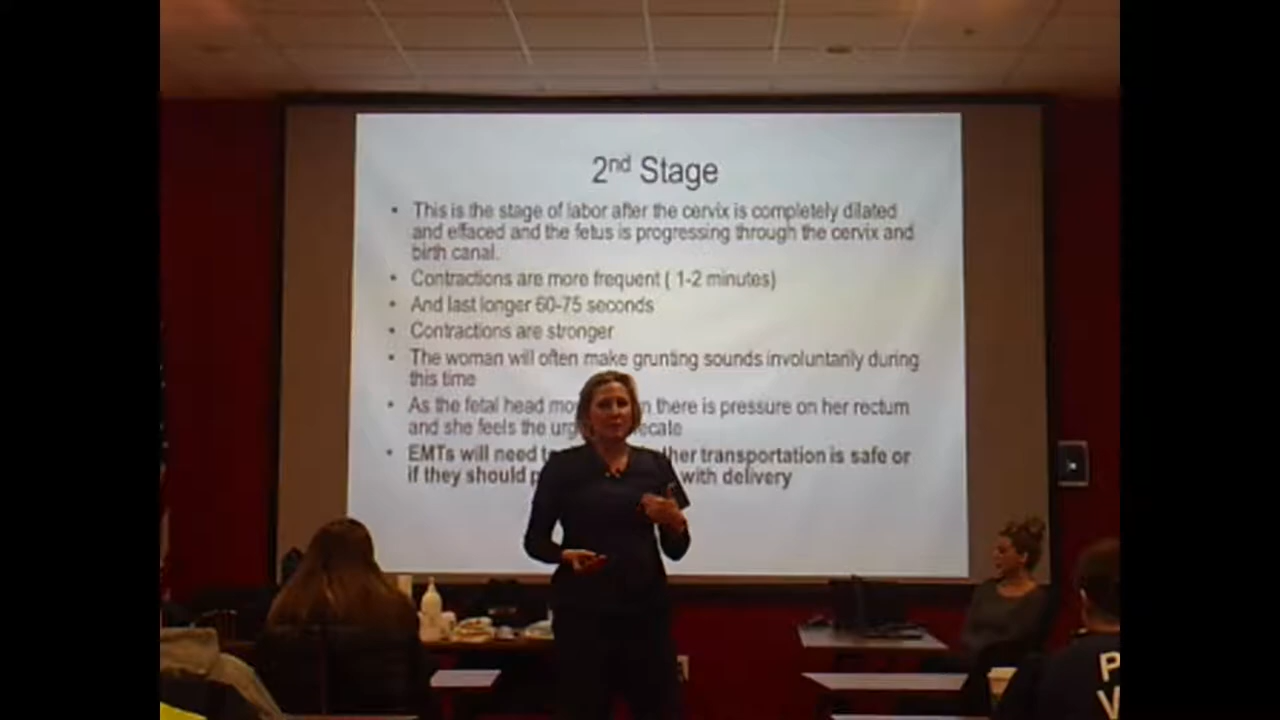 2nd Stage
• This is the stage of labor after the cervix is completely dilated
and effaced and the fetus is progressing through the cervix and
birth canal.
• Contractions are more frequent ( 1-2 minutes)
• And last longer 60-75 seconds
• Contractions are stronger
• The woman will often make grunting sounds involuntarily during
this time
• As the fetal head there is pressure on her rectum
and she feels the
• EMTs will need transportation is safe or
if they should with delivery
P
V